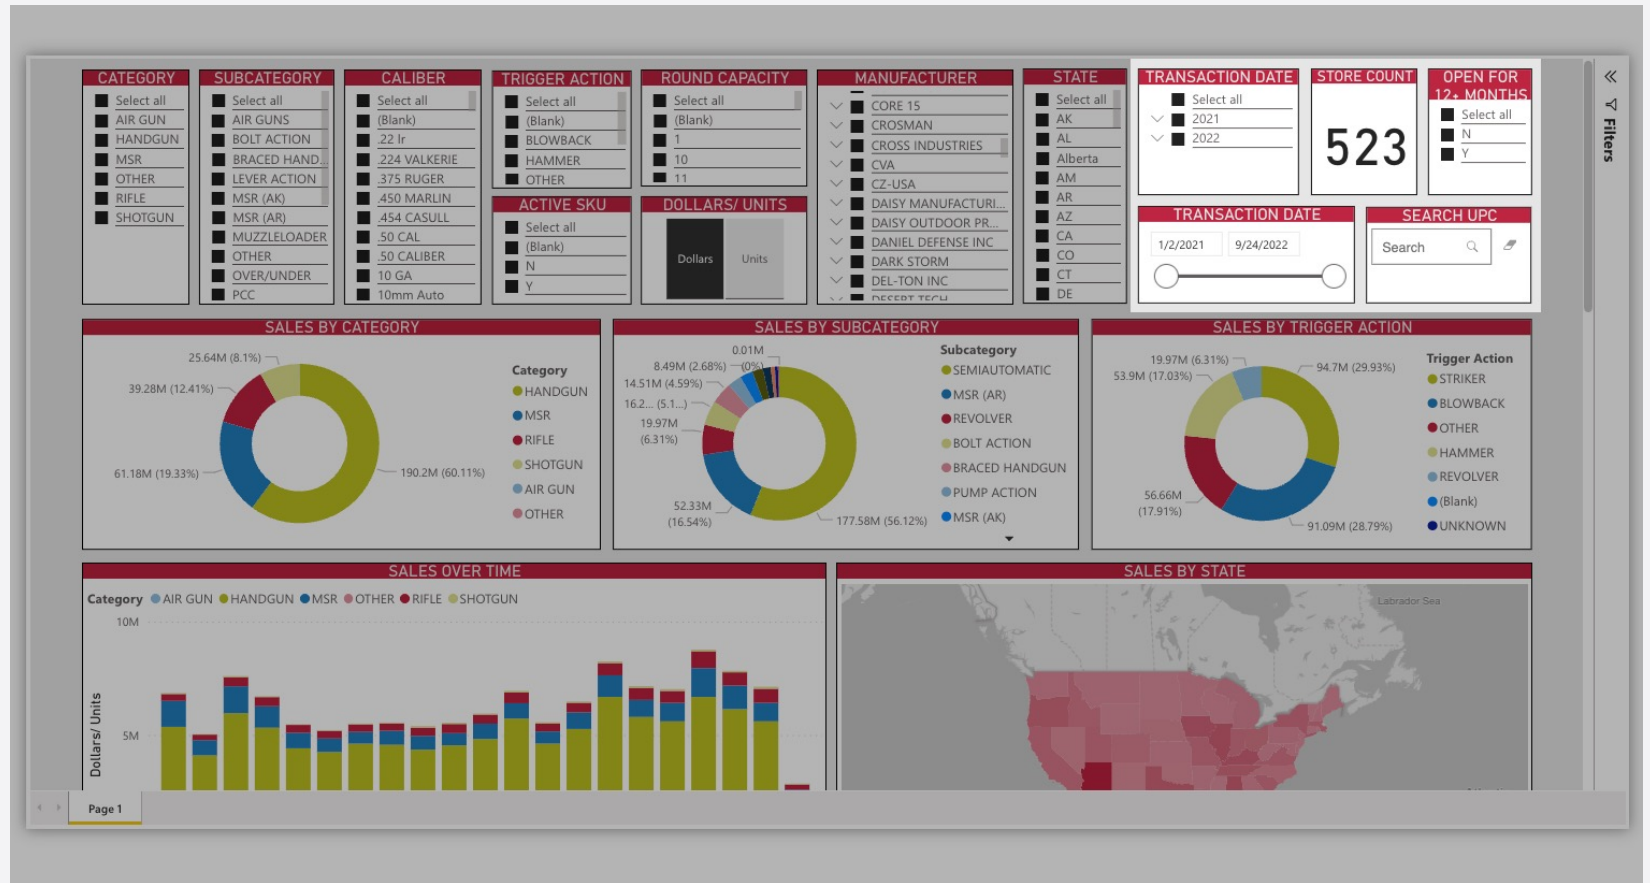 CATEGORY
Select all
AIR GUN
HANDGUN
MSR
OTHER
RIFLE
SHOTGUN
SUBCATEGORY
Select all
AIR GUNS
BOLT ACTION
BRACED HAND...
LEVER ACTION
MSR (AK)
MSR (AR)
MUZZLELOADER
OTHER
OVER/UNDER
PCC
CALIBER
Select all
(Blank)
.22 lr
.224 VALKERIE
.375 RUGER
.450 MARLIN
.454 CASULL
.50 CAL
.50 CALIBER
10 GA
10mm Auto
TRIGGER ACTION
Select all
(Blank)
BLOWBACK
HAMMER
OTHER
ACTIVE SKU
Select all
(Blank)
N
Y
ROUND CAPACITY
Select all
(Blank)
1
10
11
DOLLARS/ UNITS
Dollars
Units
MANUFACTURER
CORE 15
CROSMAN
CROSS INDUSTRIES
CVA
CZ-USA
DAISY MANUFACTURI...
DAISY OUTDOOR PR...
DANIEL DEFENSE INC
DARK STORM
DEL-TON INC
DESERT TECH
STATE
Select all
AK
AL
Alberta
AM
AR
AZ
CA
CO
CT
DE
TRANSACTION DATE
Select all
2021
2022
STORE COUNT
523
OPEN FOR
12+ MONTHS
Select all
N
Y
TRANSACTION DATE
1/2/2021
9/24/2022
SEARCH UPC
Search
Filters
SALES BY CATEGORY
25.64M (8.1%)
39.28M (12.41%)
61.18M (19.33%)
190.2M (60.11%)
Category
HANDGUN
MSR
RIFLE
SHOTGUN
AIR GUN
OTHER
SALES BY SUBCATEGORY
0.01M
(0%)
8.49M (2.68%)
14.51M (4.59%)
16.2... (5.1...)
19.97M
(6.31%)
52.33M
(16.54%)
177.58M (56.12%)
Subcategory
SEMIAUTOMATIC
MSR (AR)
REVOLVER
BOLT ACTION
BRACED HANDGUN
PUMP ACTION
MSR (AK)
SALES BY TRIGGER ACTION
19.97M (6.31%)
53.9M (17.03%)
94.7M (29.93%)
56.66M
(17.91%)
91.09M (28.79%)
Trigger Action
STRIKER
BLOWBACK
OTHER
HAMMER
REVOLVER
(Blank)
UNKNOWN
SALES OVER TIME
Category AIR GUN HANDGUN MSR OTHER RIFLE SHOTGUN
10M
5M
Dollars/ Units
SALES BY STATE
Labrador Sea
Page 1